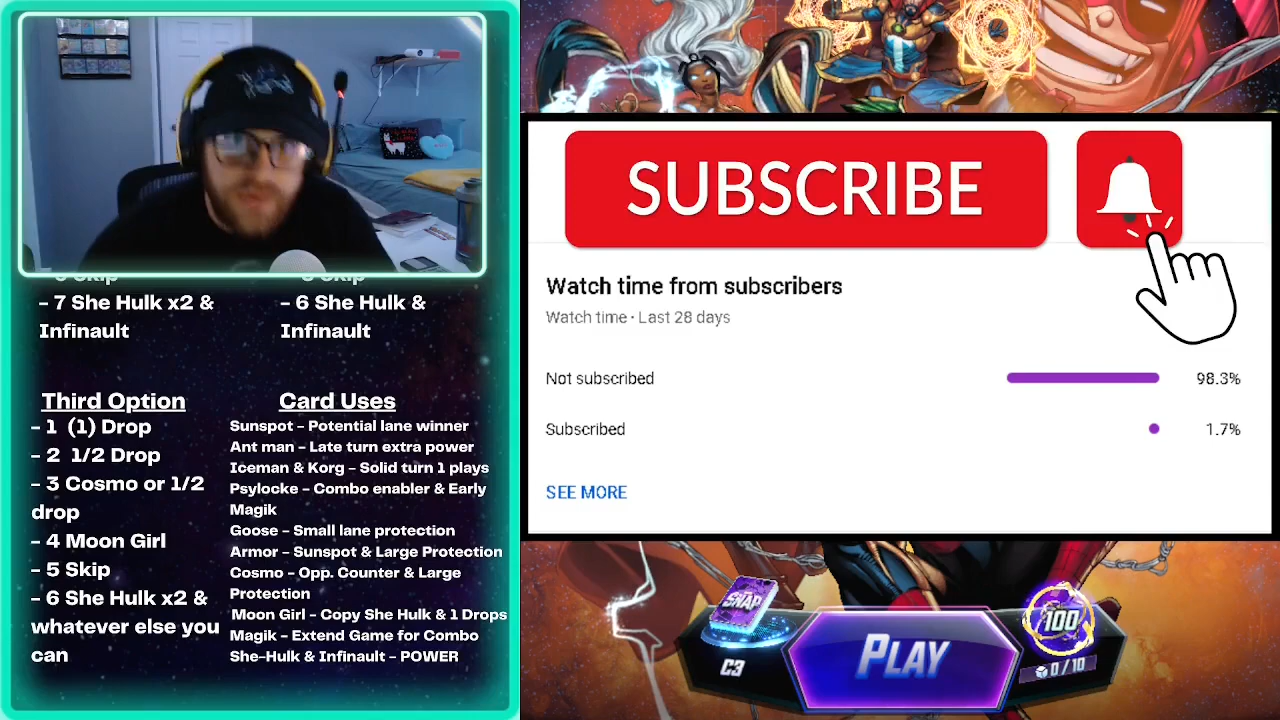 - 7 She Hulk x2 &
Infinault
- 6 She Hulk &
Infinault
Third Option
- 1 (1) Drop
- 2 1/2 Drop
- 3 Cosmo or 1/2
drop
- 4 Moon Girl
- 5 Skip
- 6 She Hulk x2 &
whatever else you
can
Card Uses
Sunspot - Potential lane winner
Ant man - Late turn extra power
Iceman & Korg - Solid turn 1 plays
Psylocke - Combo enabler & Early
Magik
Goose - Small lane protection
Armor - Sunspot & Large Protection
Cosmo - Opp. Counter & Large
Protection
Moon Girl - Copy She Hulk & 1 Drops
Magik - Extend Game for Combo
She-Hulk & Infinault - POWER
SUBSCRIBE
Watch time from subscribers
Watch time · Last 28 days
Not subscribed 98.3%
Subscribed 1.7%
SEE MORE
SNAP
C3
PLAY
100
0/10